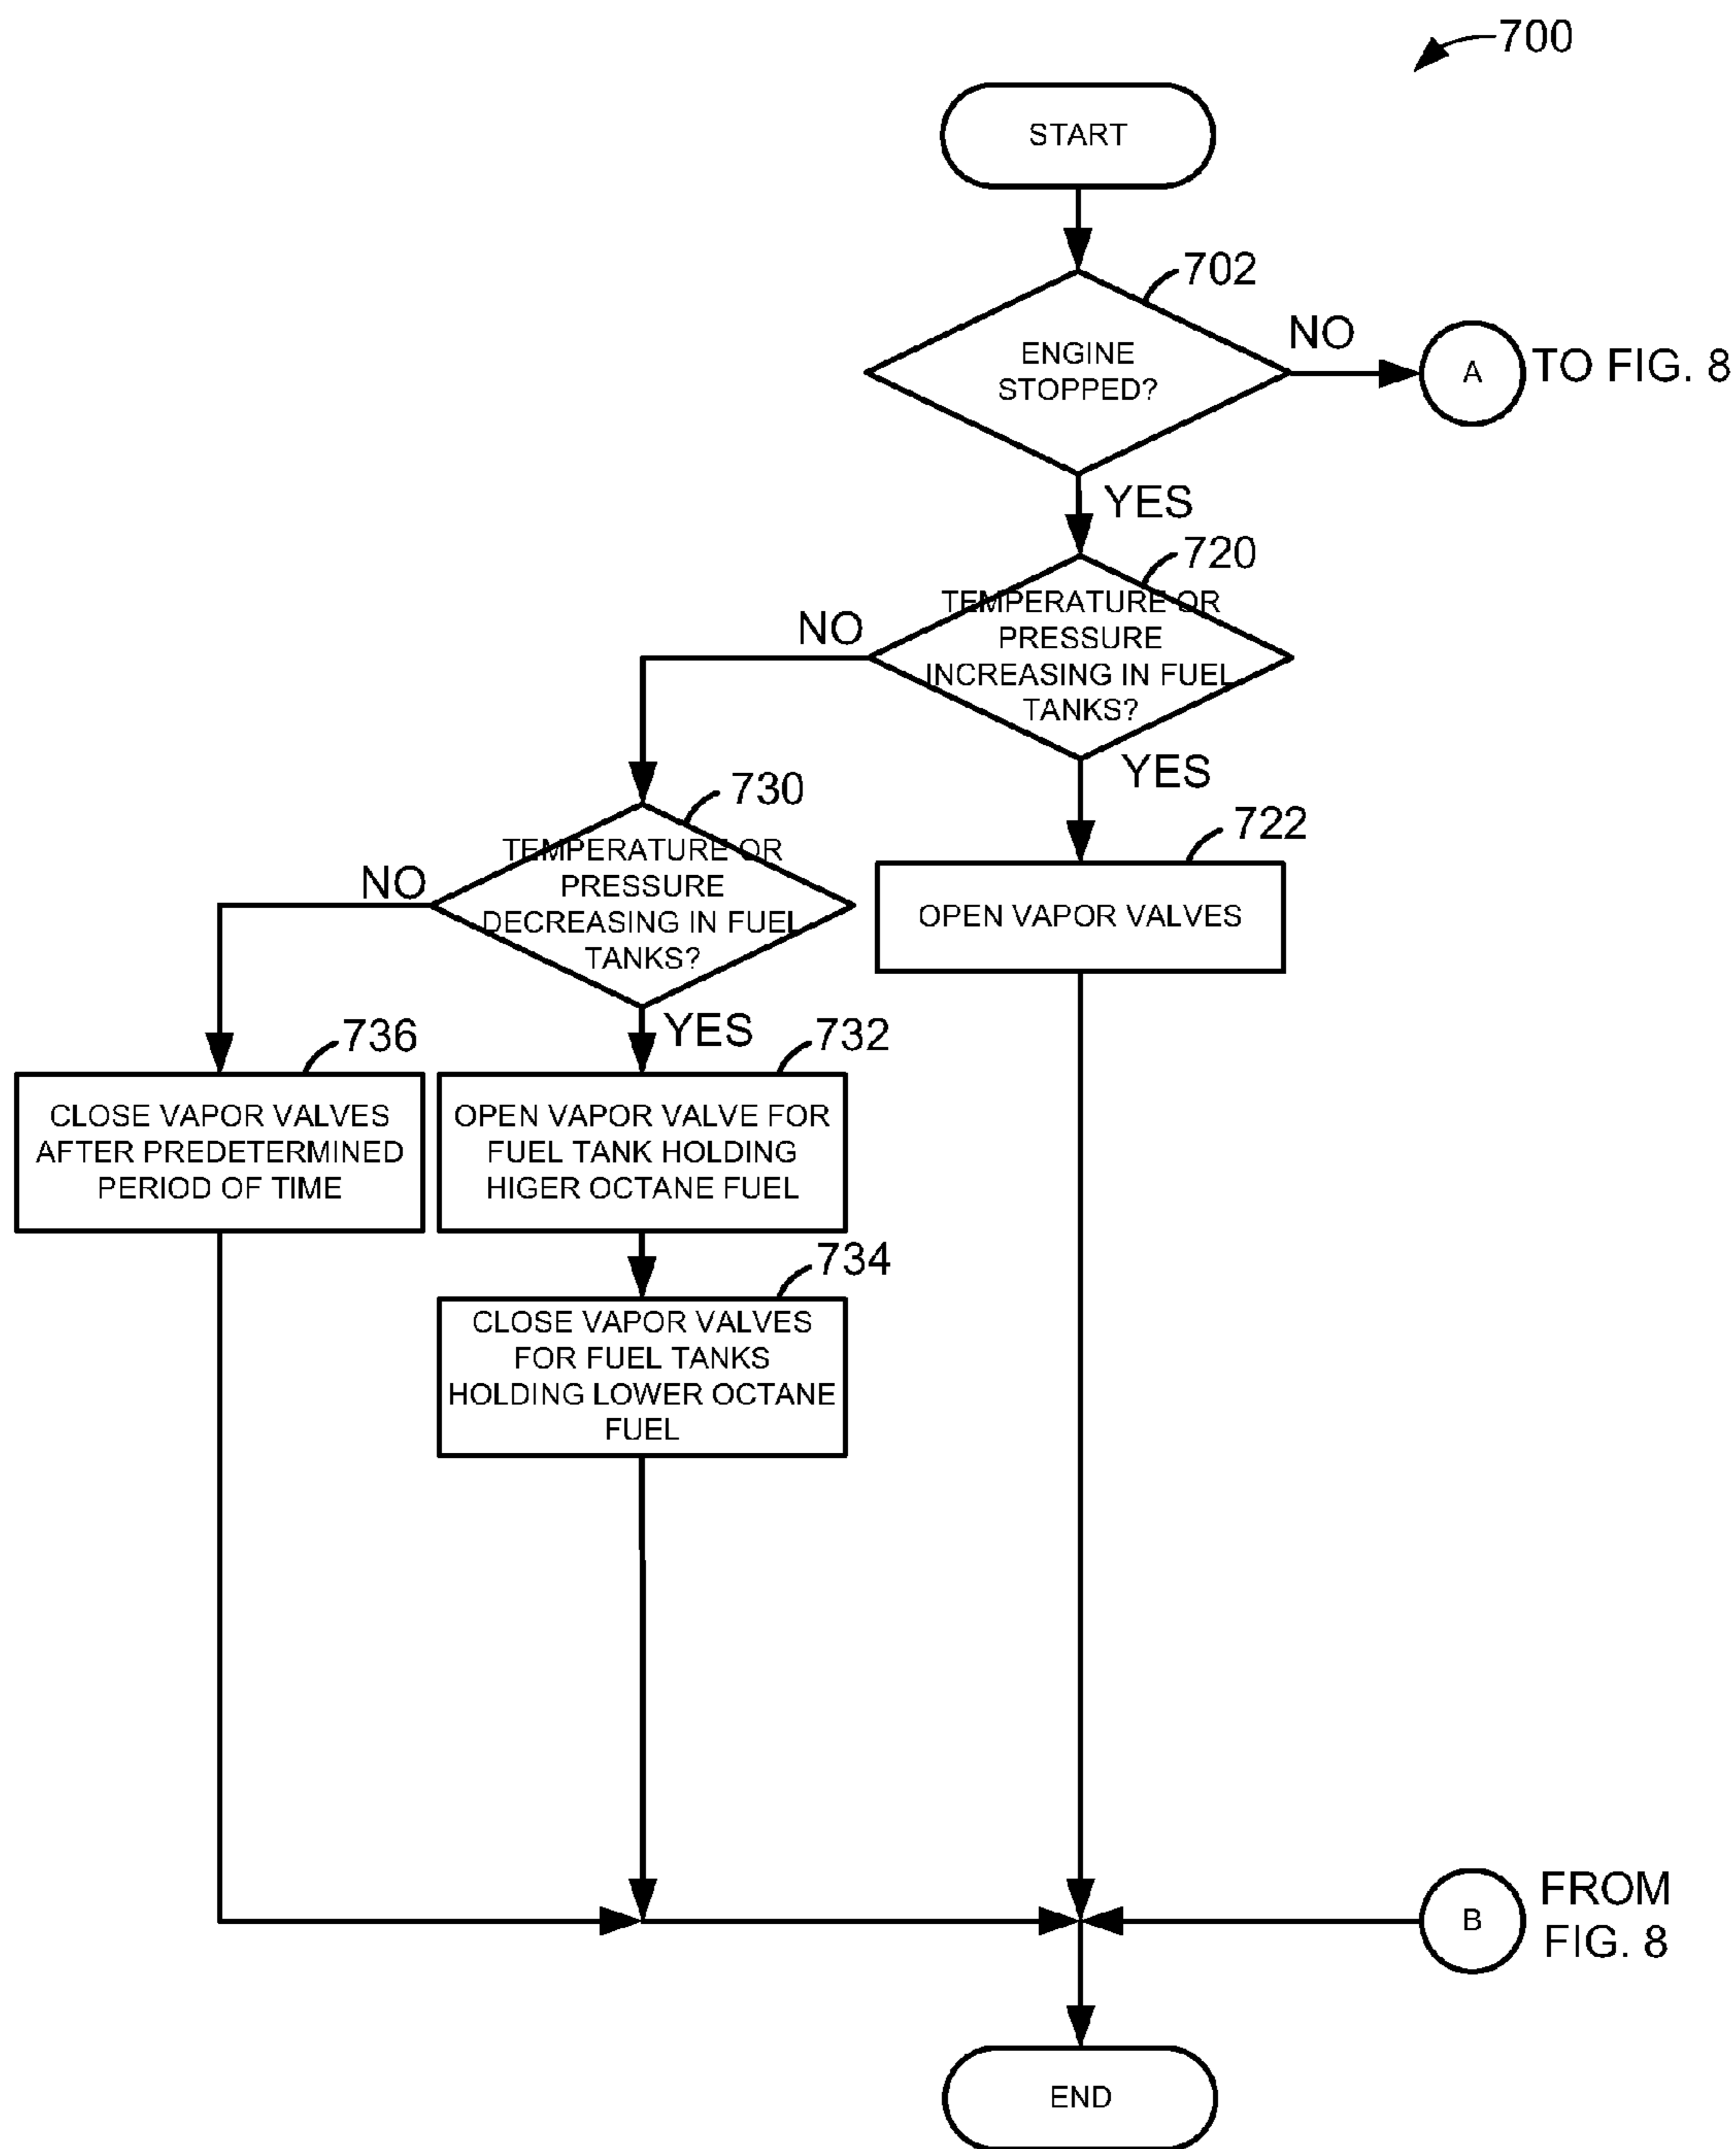 700
START
702
ENGINE
STOPPED?
NO
A
TO FIG. 8
YES
720
TEMPERATURE OR
PRESSURE
INCREASING IN FUEL
TANKS?
NO
YES
730
TEMPERATURE OR
PRESSURE
DECREASING IN FUEL
TANKS?
NO
YES
722
OPEN VAPOR VALVES
736
CLOSE VAPOR VALVES
AFTER PREDETERMINED
PERIOD OF TIME
732
OPEN VAPOR VALVE FOR
FUEL TANK HOLDING
HIGER OCTANE FUEL
734
CLOSE VAPOR VALVES
FOR FUEL TANKS
HOLDING LOWER OCTANE
FUEL
B
FROM
FIG. 8
END